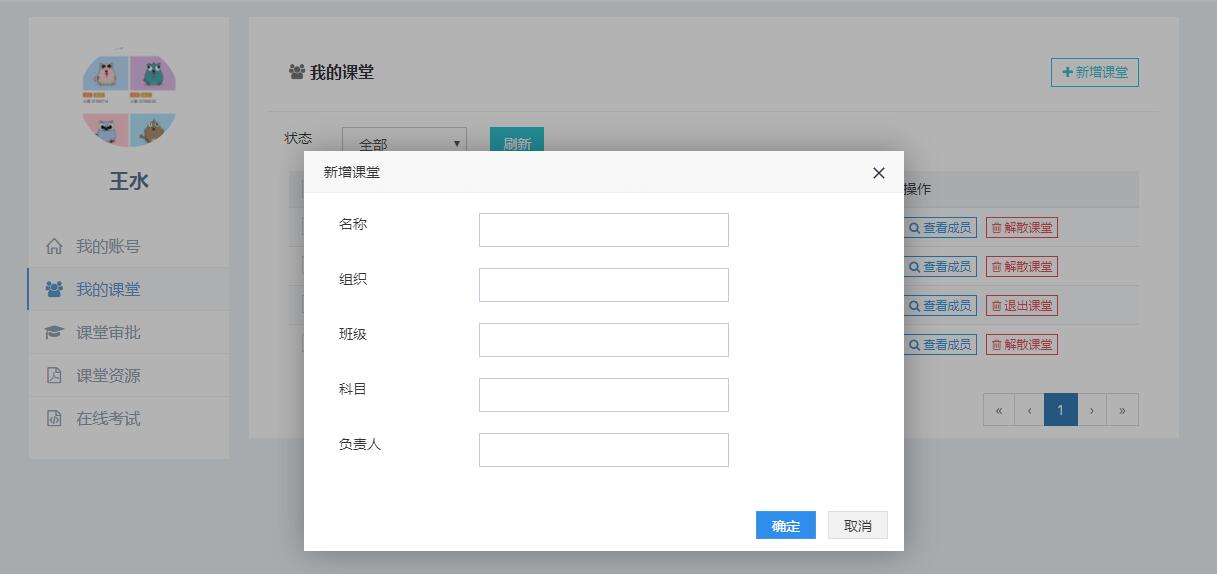 王水
我的账号
我的课堂
课堂审批
课堂资源
在线考试
我的课堂
新增课堂
状态
全部
刷新
操作
查看成员 解散课堂
查看成员 解散课堂
查看成员 退出课堂
查看成员 解散课堂
« ‹ 1 › »
新增课堂
名称
组织
班级
科目
负责人
确定 取消